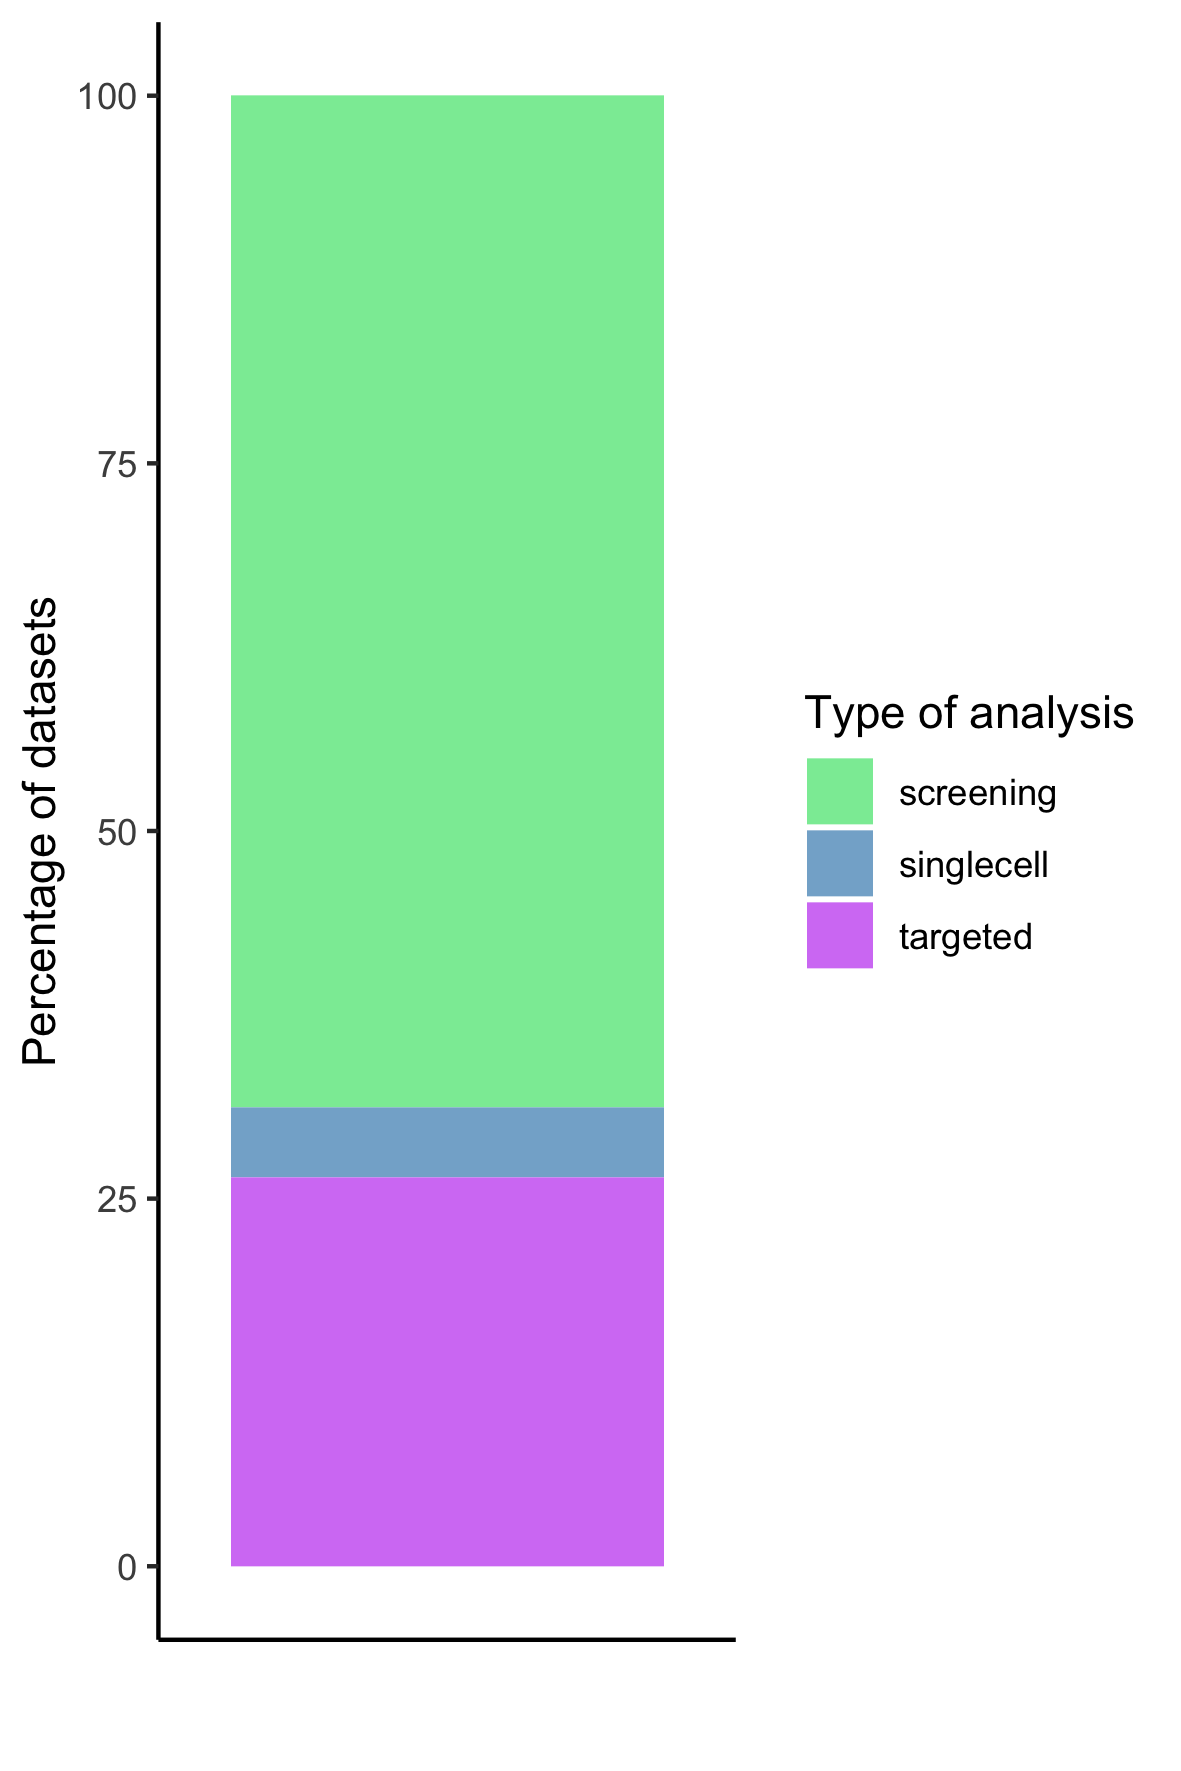 100
75
50
25
0
Percentage of datasets
Type of analysis
screening
singlecell
targeted